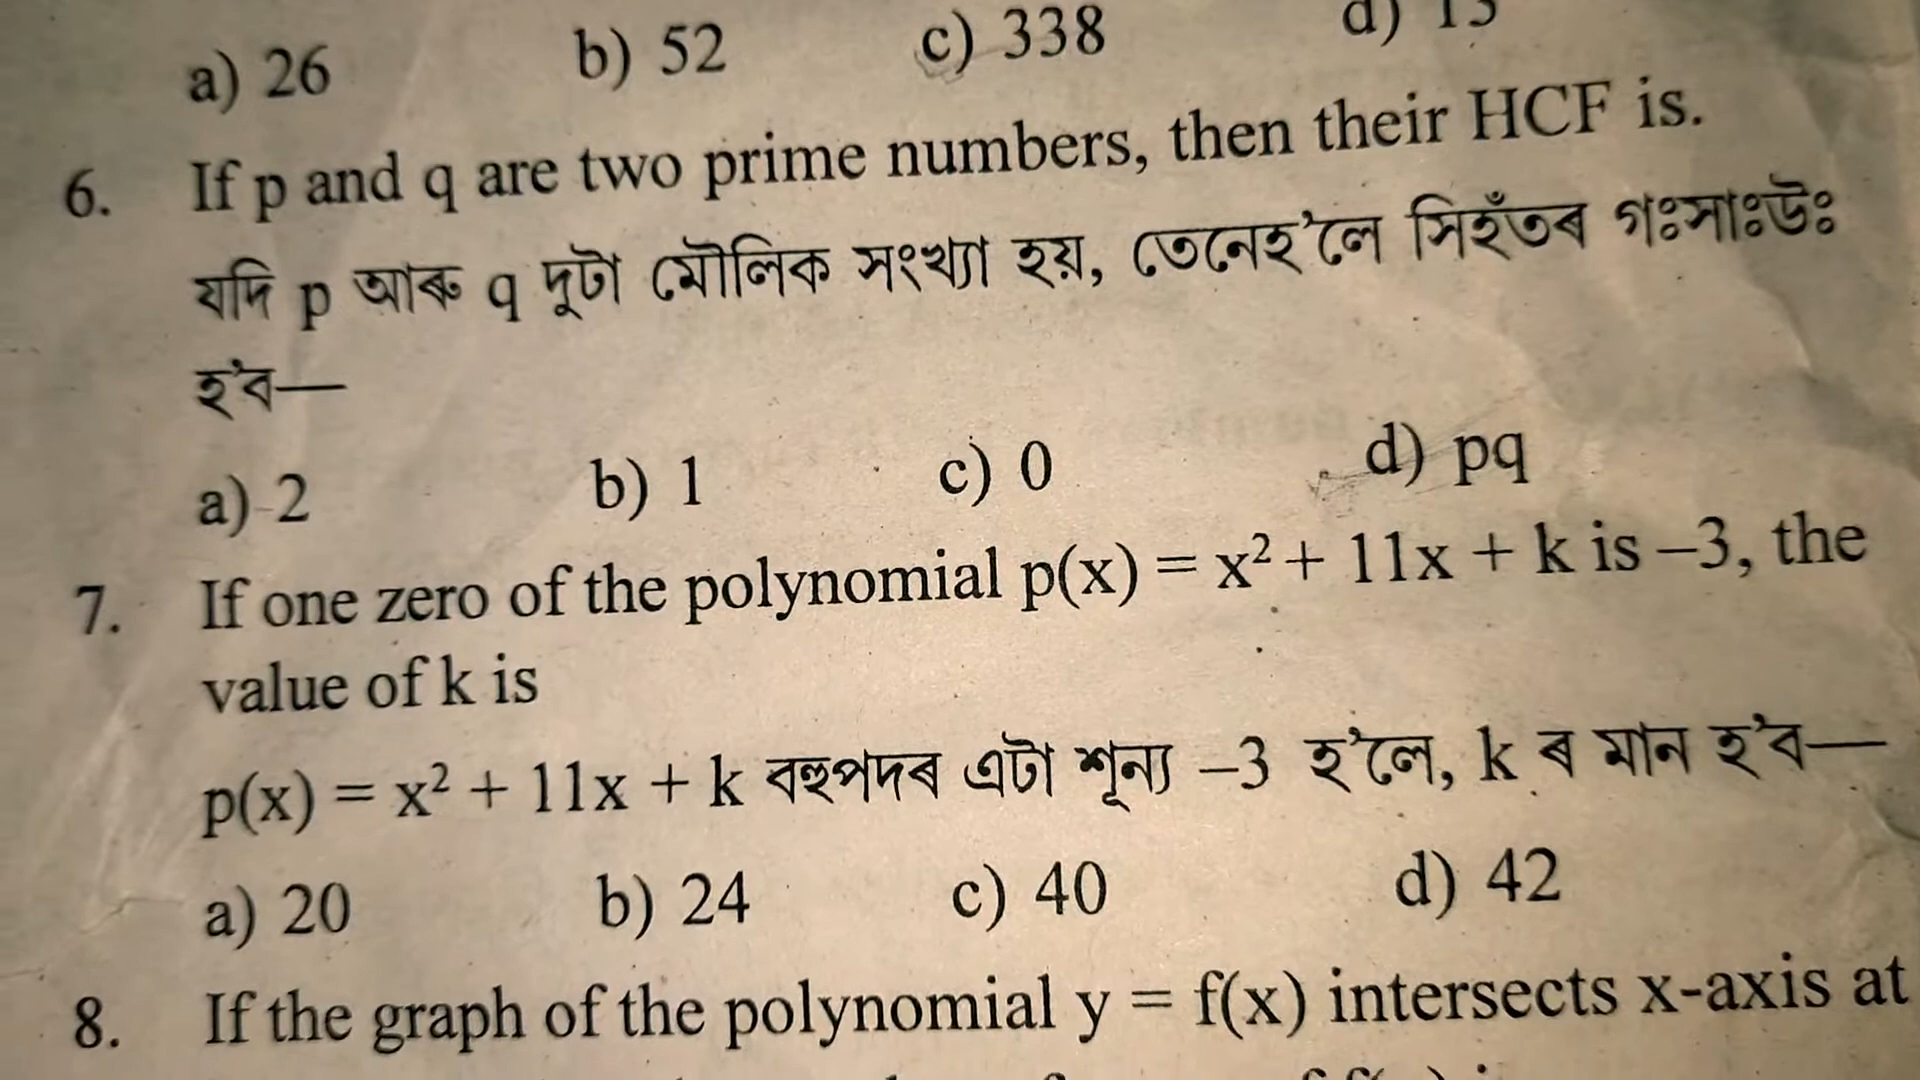 a) 26 b) 52 c) 338 d) 13
6. If p and q are two prime numbers, then their HCF is.
যদি p আৰু q দুটা মৌলিক সংখ্যা হয়, তেনেহ’লে সিহঁতৰ গঃসাঃউঃ
হ’ব—
a) 2 b) 1 c) 0 d) pq
7. If one zero of the polynomial p(x) = x² + 11x + k is –3, the
value of k is
p(x) = x² + 11x + k বহুপদৰ এটা শূন্য –3 হ’লে, k ৰ মান হ’ব—
a) 20 b) 24 c) 40 d) 42
8. If the graph of the polynomial y = f(x) intersects x-axis at